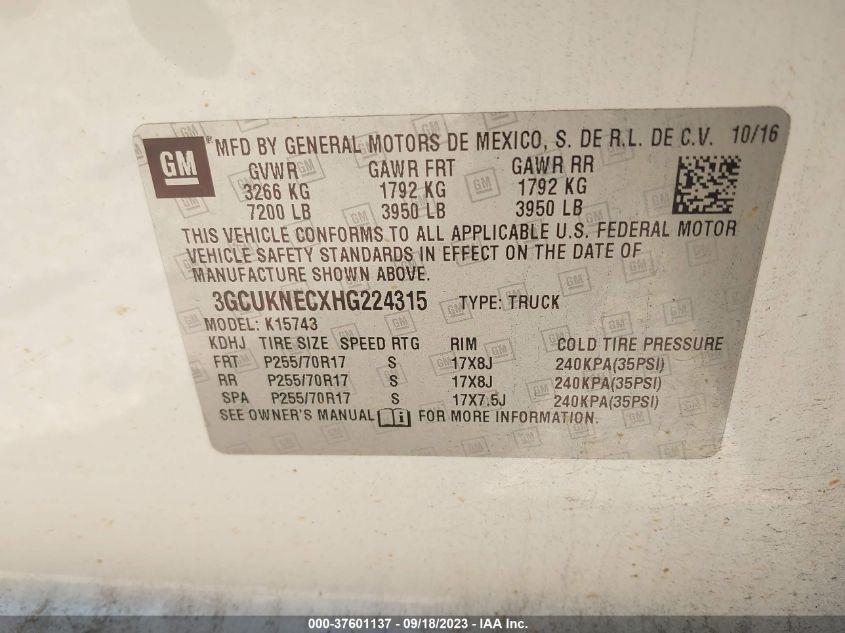 GM ® MFD BY GENERAL MOTORS DE MEXICO, S. DE R.L. DE C.V. 10/16
GVWR GAWR FRT GAWR RR
3266 KG 1792 KG 1792 KG
7200 LB 3950 LB 3950 LB
THIS VEHICLE CONFORMS TO ALL APPLICABLE U.S. FEDERAL MOTOR
VEHICLE SAFETY STANDARDS IN EFFECT ON THE DATE OF
MANUFACTURE SHOWN ABOVE.
3GCUKNECXHG224315 TYPE: TRUCK
MODEL: K15743
KDHJ TIRE SIZE SPEED RTG RIM COLD TIRE PRESSURE
FRT P255/70R17 S 17X8J 240KPA(35PSI)
RR P255/70R17 S 17X8J 240KPA(35PSI)
SPA P255/70R17 S 17X7.5J 240KPA(35PSI)
SEE OWNER'S MANUAL i FOR MORE INFORMATION.
000-37601137 - 09/18/2023 - IAA Inc.